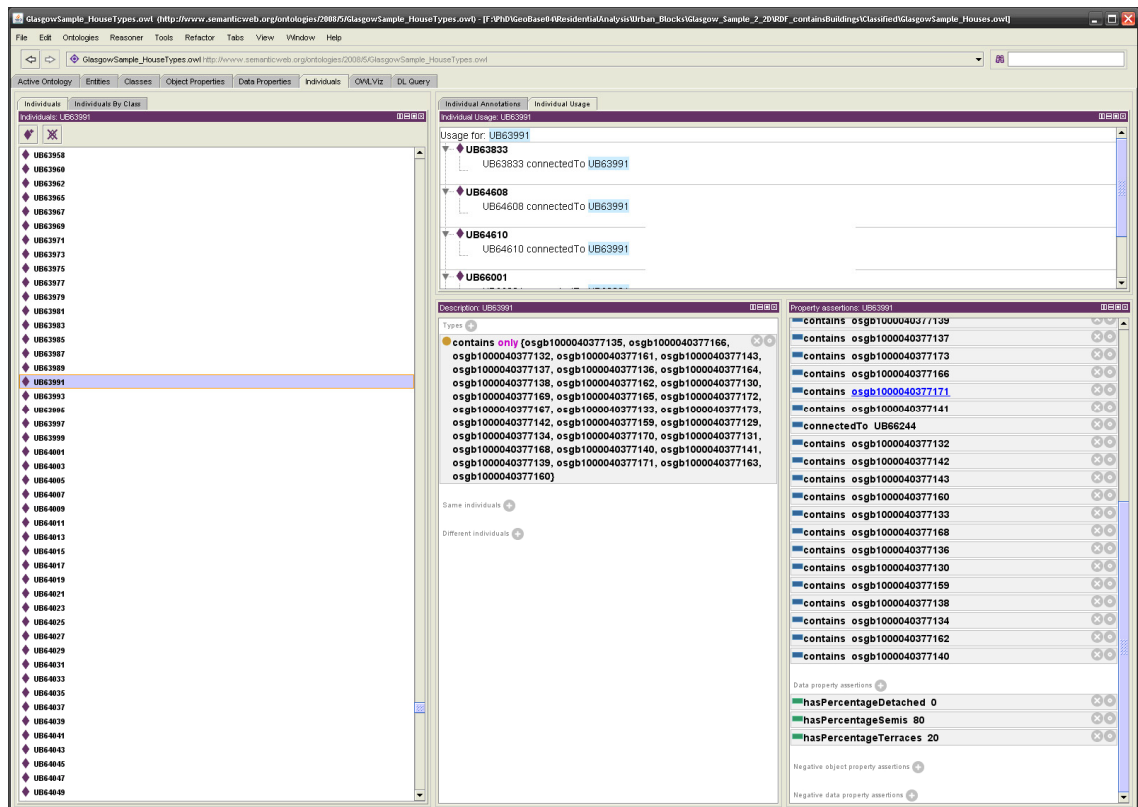 GlasgowSample_HouseTypes.owl (http://www.semanticweb.org/ontologies/2008/5/GlasgowSample_HouseTypes.owl) - [F:\PhD\GeoBase04\ResidentialAnalysis\Urban_Blocks\Glasgow_Sample_2_2D\RDF_containsBuildings\Classified\GlasgowSample_Houses.owl]
File Edit Ontologies Reasoner Tools Refactor Tabs View Window Help
GlasgowSample_HouseTypes.owl http://www.semanticweb.org/ontologies/2008/5/GlasgowSample_HouseTypes.owl
Active Ontology Entities Classes Object Properties Data Properties Individuals OWLViz DL Query
Individuals Individuals By Class
Individuals: UB63991
UB63958
UB63960
UB63962
UB63965
UB63967
UB63969
UB63971
UB63973
UB63975
UB63977
UB63979
UB63981
UB63983
UB63985
UB63987
UB63989
UB63991
UB63993
UB63995
UB63997
UB63999
UB64001
UB64003
UB64005
UB64007
UB64009
UB64011
UB64013
UB64015
UB64017
UB64019
UB64021
UB64023
UB64025
UB64027
UB64029
UB64031
UB64033
UB64035
UB64037
UB64039
UB64041
UB64043
UB64045
UB64047
UB64049
Individual Annotations Individual Usage
Individual Usage: UB63991
Usage for: UB63991
UB63833
UB63833 connectedTo UB63991
UB64608
UB64608 connectedTo UB63991
UB64610
UB64610 connectedTo UB63991
UB66001
Description: UB63991
Types
contains only {osgb1000040377135, osgb1000040377166,
osgb1000040377132, osgb1000040377161, osgb1000040377143,
osgb1000040377137, osgb1000040377136, osgb1000040377164,
osgb1000040377138, osgb1000040377162, osgb1000040377130,
osgb1000040377169, osgb1000040377165, osgb1000040377172,
osgb1000040377167, osgb1000040377133, osgb1000040377173,
osgb1000040377142, osgb1000040377159, osgb1000040377129,
osgb1000040377134, osgb1000040377170, osgb1000040377131,
osgb1000040377168, osgb1000040377140, osgb1000040377141,
osgb1000040377139, osgb1000040377171, osgb1000040377163,
osgb1000040377160}
Same individuals
Different individuals
Property assertions: UB63991
contains osgb1000040377139
contains osgb1000040377137
contains osgb1000040377173
contains osgb1000040377166
contains osgb1000040377171
contains osgb1000040377141
connectedTo UB66244
contains osgb1000040377132
contains osgb1000040377142
contains osgb1000040377143
contains osgb1000040377160
contains osgb1000040377133
contains osgb1000040377168
contains osgb1000040377136
contains osgb1000040377130
contains osgb1000040377159
contains osgb1000040377138
contains osgb1000040377134
contains osgb1000040377162
contains osgb1000040377140
Data property assertions
hasPercentageDetached 0
hasPercentageSemis 80
hasPercentageTerraces 20
Negative object property assertions
Negative data property assertions